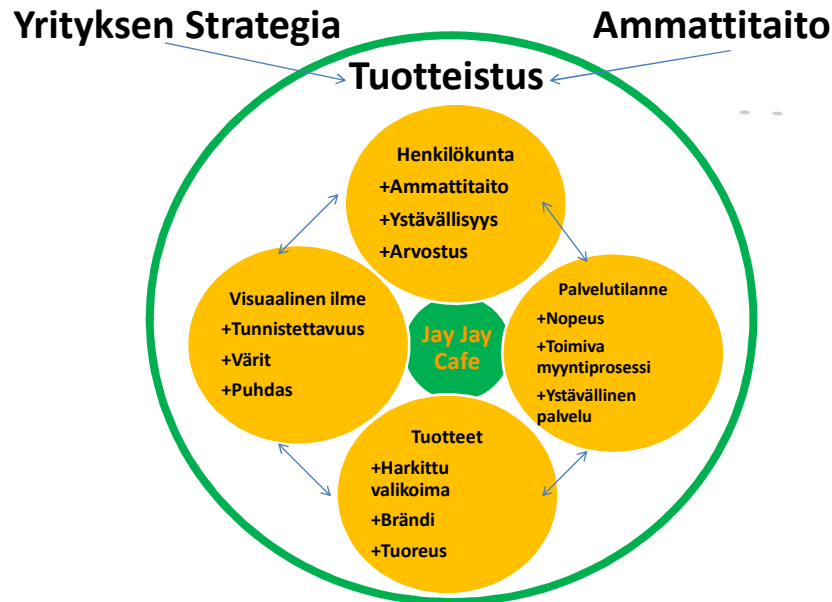 Yrityksen Strategia
Ammattitaito
Tuotteistus
Henkilökunta
+Ammattitaito
+Ystävällisyys
+Arvostus
Visuaalinen ilme
+Tunnistettavuus
+Värit
+Puhdas
Jay Jay
Cafe
Palvelutilanne
+Nopeus
+Toimiva
myyntiprosessi
+Ystävällinen
palvelu
Tuotteet
+Harkittu
valikoima
+Brändi
+Tuoreus